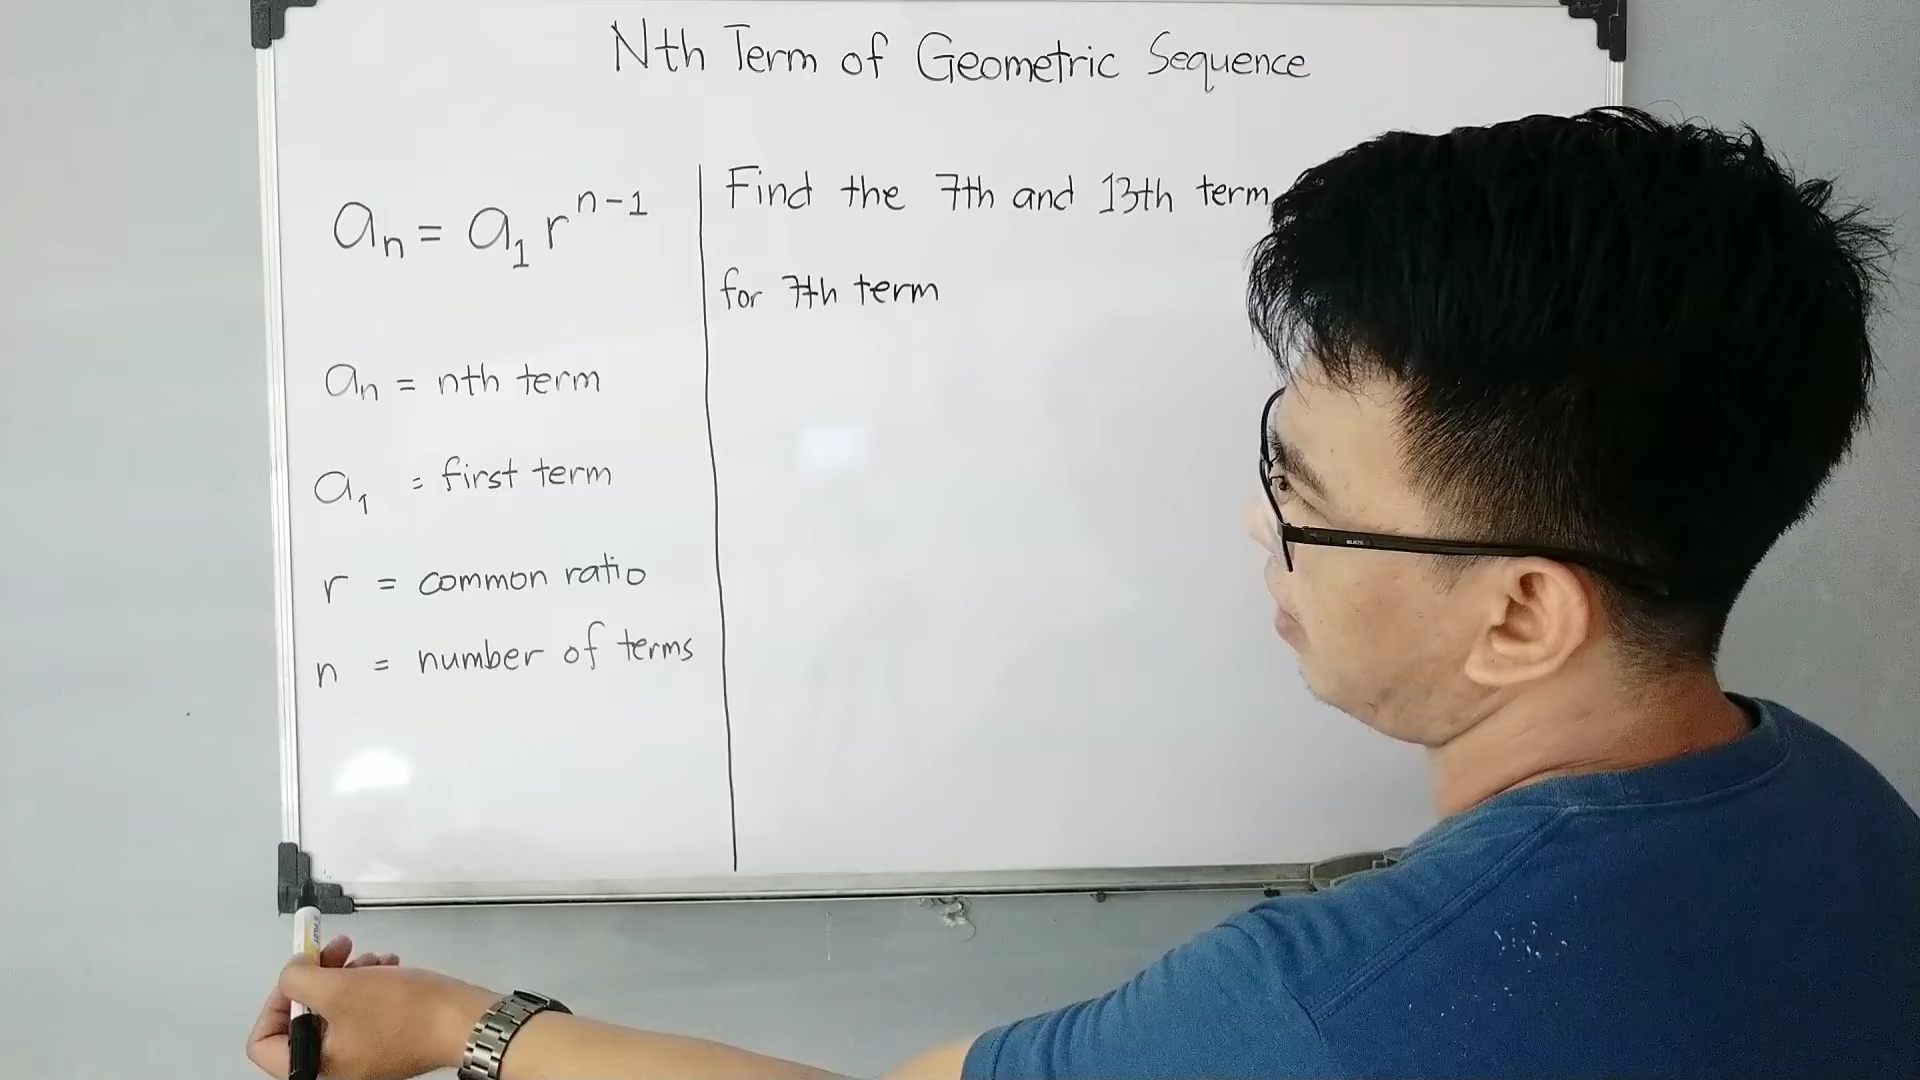 Nth Term of Geometric Sequence
aₙ = a₁ rⁿ⁻¹
aₙ = nth term
a₁ = first term
r = common ratio
n = number of terms
Find the 7th and 13th term
for 7th term